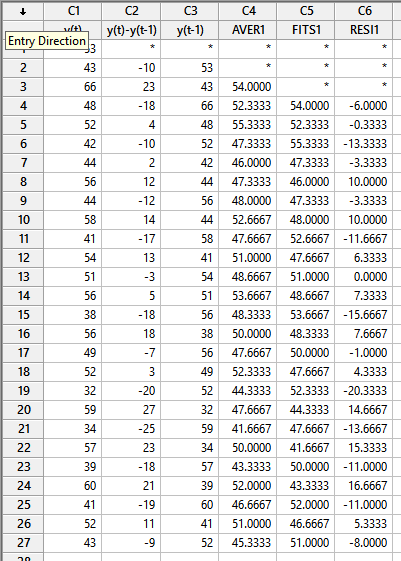 C1 C2 C3 C4 C5 C6
y(t) y(t)-y(t-1) y(t-1) AVER1 FITS1 RESI1
Entry Direction
1 53 * * * * *
2 43 -10 53 * * *
3 66 23 43 54.0000 * *
4 48 -18 66 52.3333 54.0000 -6.0000
5 52 4 48 55.3333 52.3333 -0.3333
6 42 -10 52 47.3333 55.3333 -13.3333
7 44 2 42 46.0000 47.3333 -3.3333
8 56 12 44 47.3333 46.0000 10.0000
9 44 -12 56 48.0000 47.3333 -3.3333
10 58 14 44 52.6667 48.0000 10.0000
11 41 -17 58 47.6667 52.6667 -11.6667
12 54 13 41 51.0000 47.6667 6.3333
13 51 -3 54 48.6667 51.0000 0.0000
14 56 5 51 53.6667 48.6667 7.3333
15 38 -18 56 48.3333 53.6667 -15.6667
16 56 18 38 50.0000 48.3333 7.6667
17 49 -7 56 47.6667 50.0000 -1.0000
18 52 3 49 52.3333 47.6667 4.3333
19 32 -20 52 44.3333 52.3333 -20.3333
20 59 27 32 47.6667 44.3333 14.6667
21 34 -25 59 41.6667 47.6667 -13.6667
22 57 23 34 50.0000 41.6667 15.3333
23 39 -18 57 43.3333 50.0000 -11.0000
24 60 21 39 52.0000 43.3333 16.6667
25 41 -19 60 46.6667 52.0000 -11.0000
26 52 11 41 51.0000 46.6667 5.3333
27 43 -9 52 45.3333 51.0000 -8.0000
28